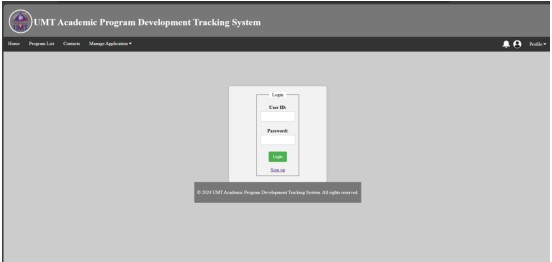 UMT
UMT Academic Program Development Tracking System
Home Program List Contacts Manage Application ▾ Profile ▾
Login
User ID:
Password:
Login
Sign up
© 2024 UMT Academic Program Development Tracking System. All rights reserved.